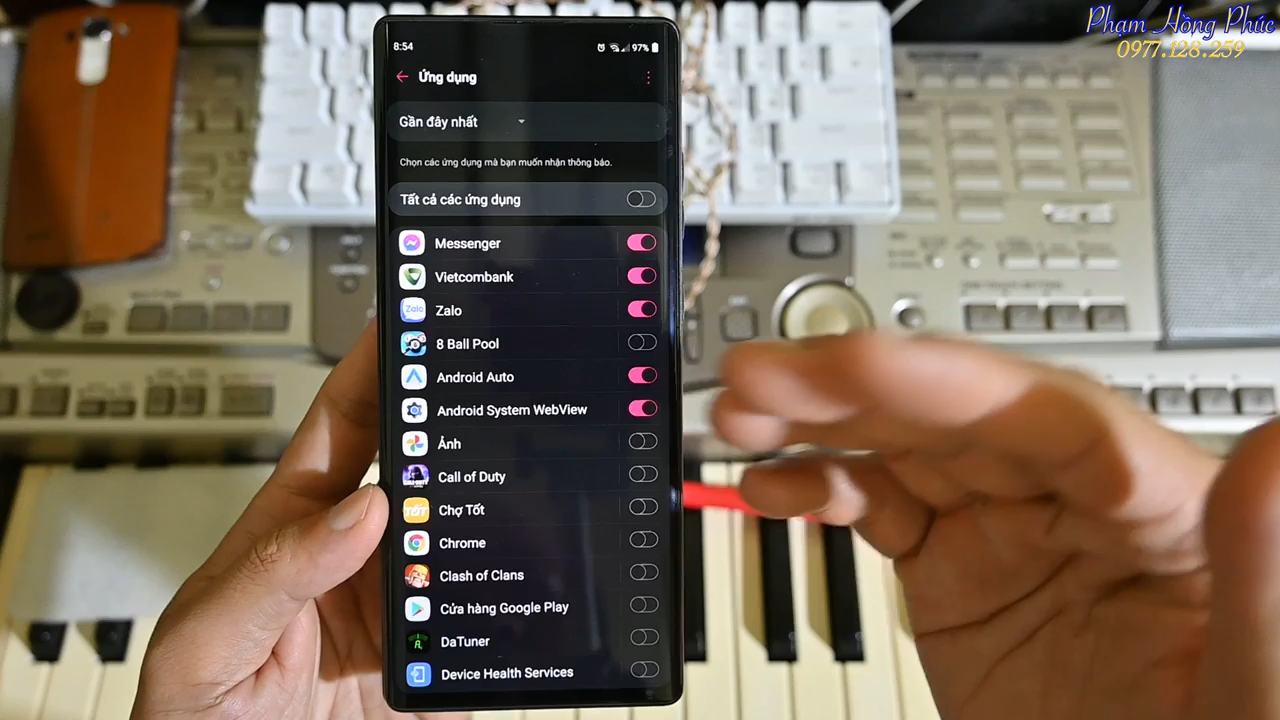 Phạm Hồng Phúc
0977.128.259
8:54
97%
Ứng dụng
Gần đây nhất
Chọn các ứng dụng mà bạn muốn nhận thông báo.
Tất cả các ứng dụng
Messenger
Vietcombank
Zalo
Zalo
8 Ball Pool
Android Auto
Android System WebView
Ảnh
Call of Duty
TỐT
Chợ Tốt
Chrome
Clash of Clans
Cửa hàng Google Play
DaTuner
Device Health Services